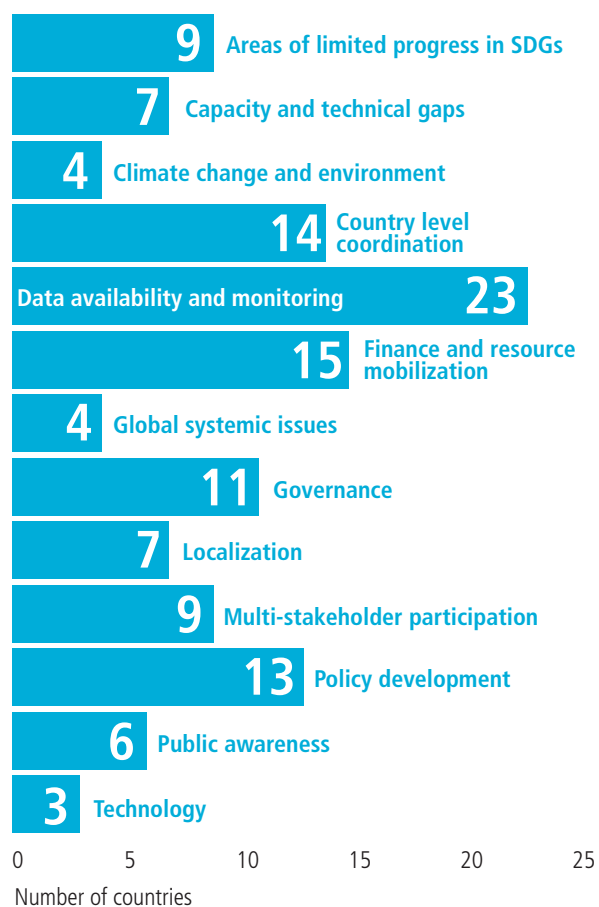 9 Areas of limited progress in SDGs
7 Capacity and technical gaps
4 Climate change and environment
14 Country level
coordination
Data availability and monitoring 23
15 Finance and resource
mobilization
4 Global systemic issues
11 Governance
7 Localization
9 Multi-stakeholder participation
13 Policy development
6 Public awareness
3 Technology
0 5 10 15 20 25
Number of countries